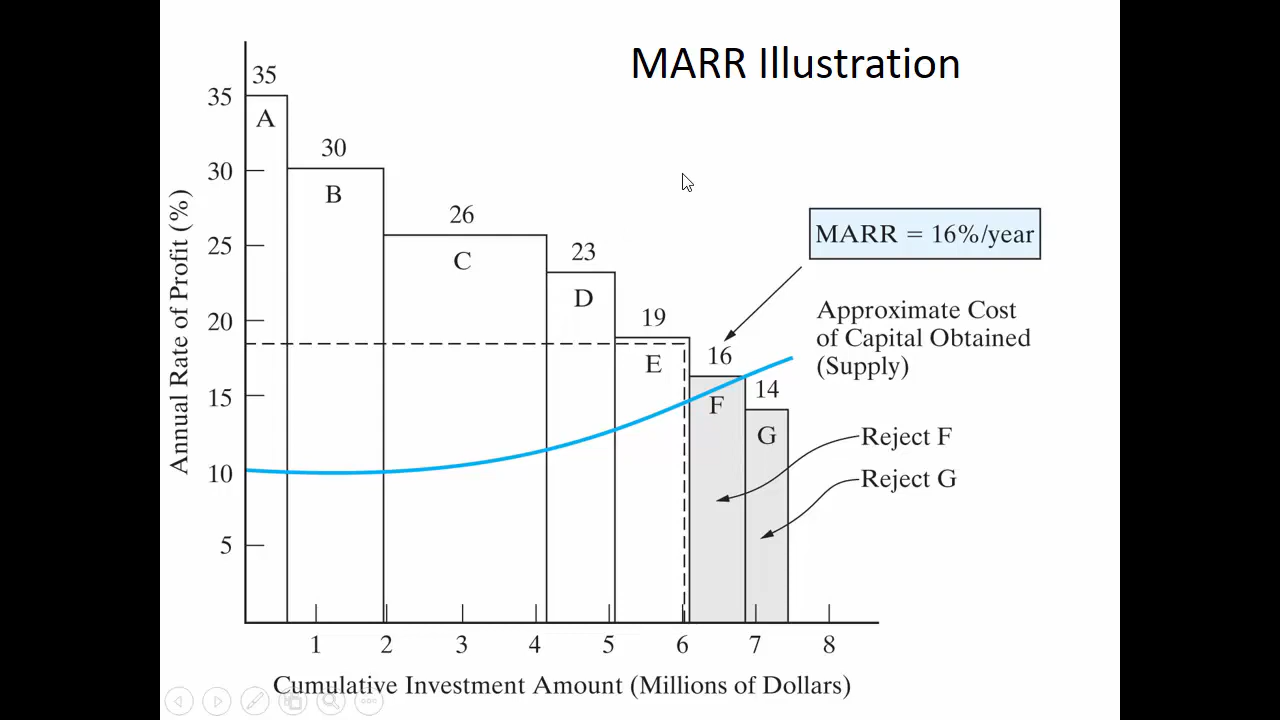 MARR Illustration
35
A
30
B
26
C
23
D
19
E
16
F
14
G
MARR = 16%/year
Approximate Cost
of Capital Obtained
(Supply)
Reject F
Reject G
Annual Rate of Profit (%)
35
30
25
20
15
10
5
1 2 3 4 5 6 7 8
Cumulative Investment Amount (Millions of Dollars)